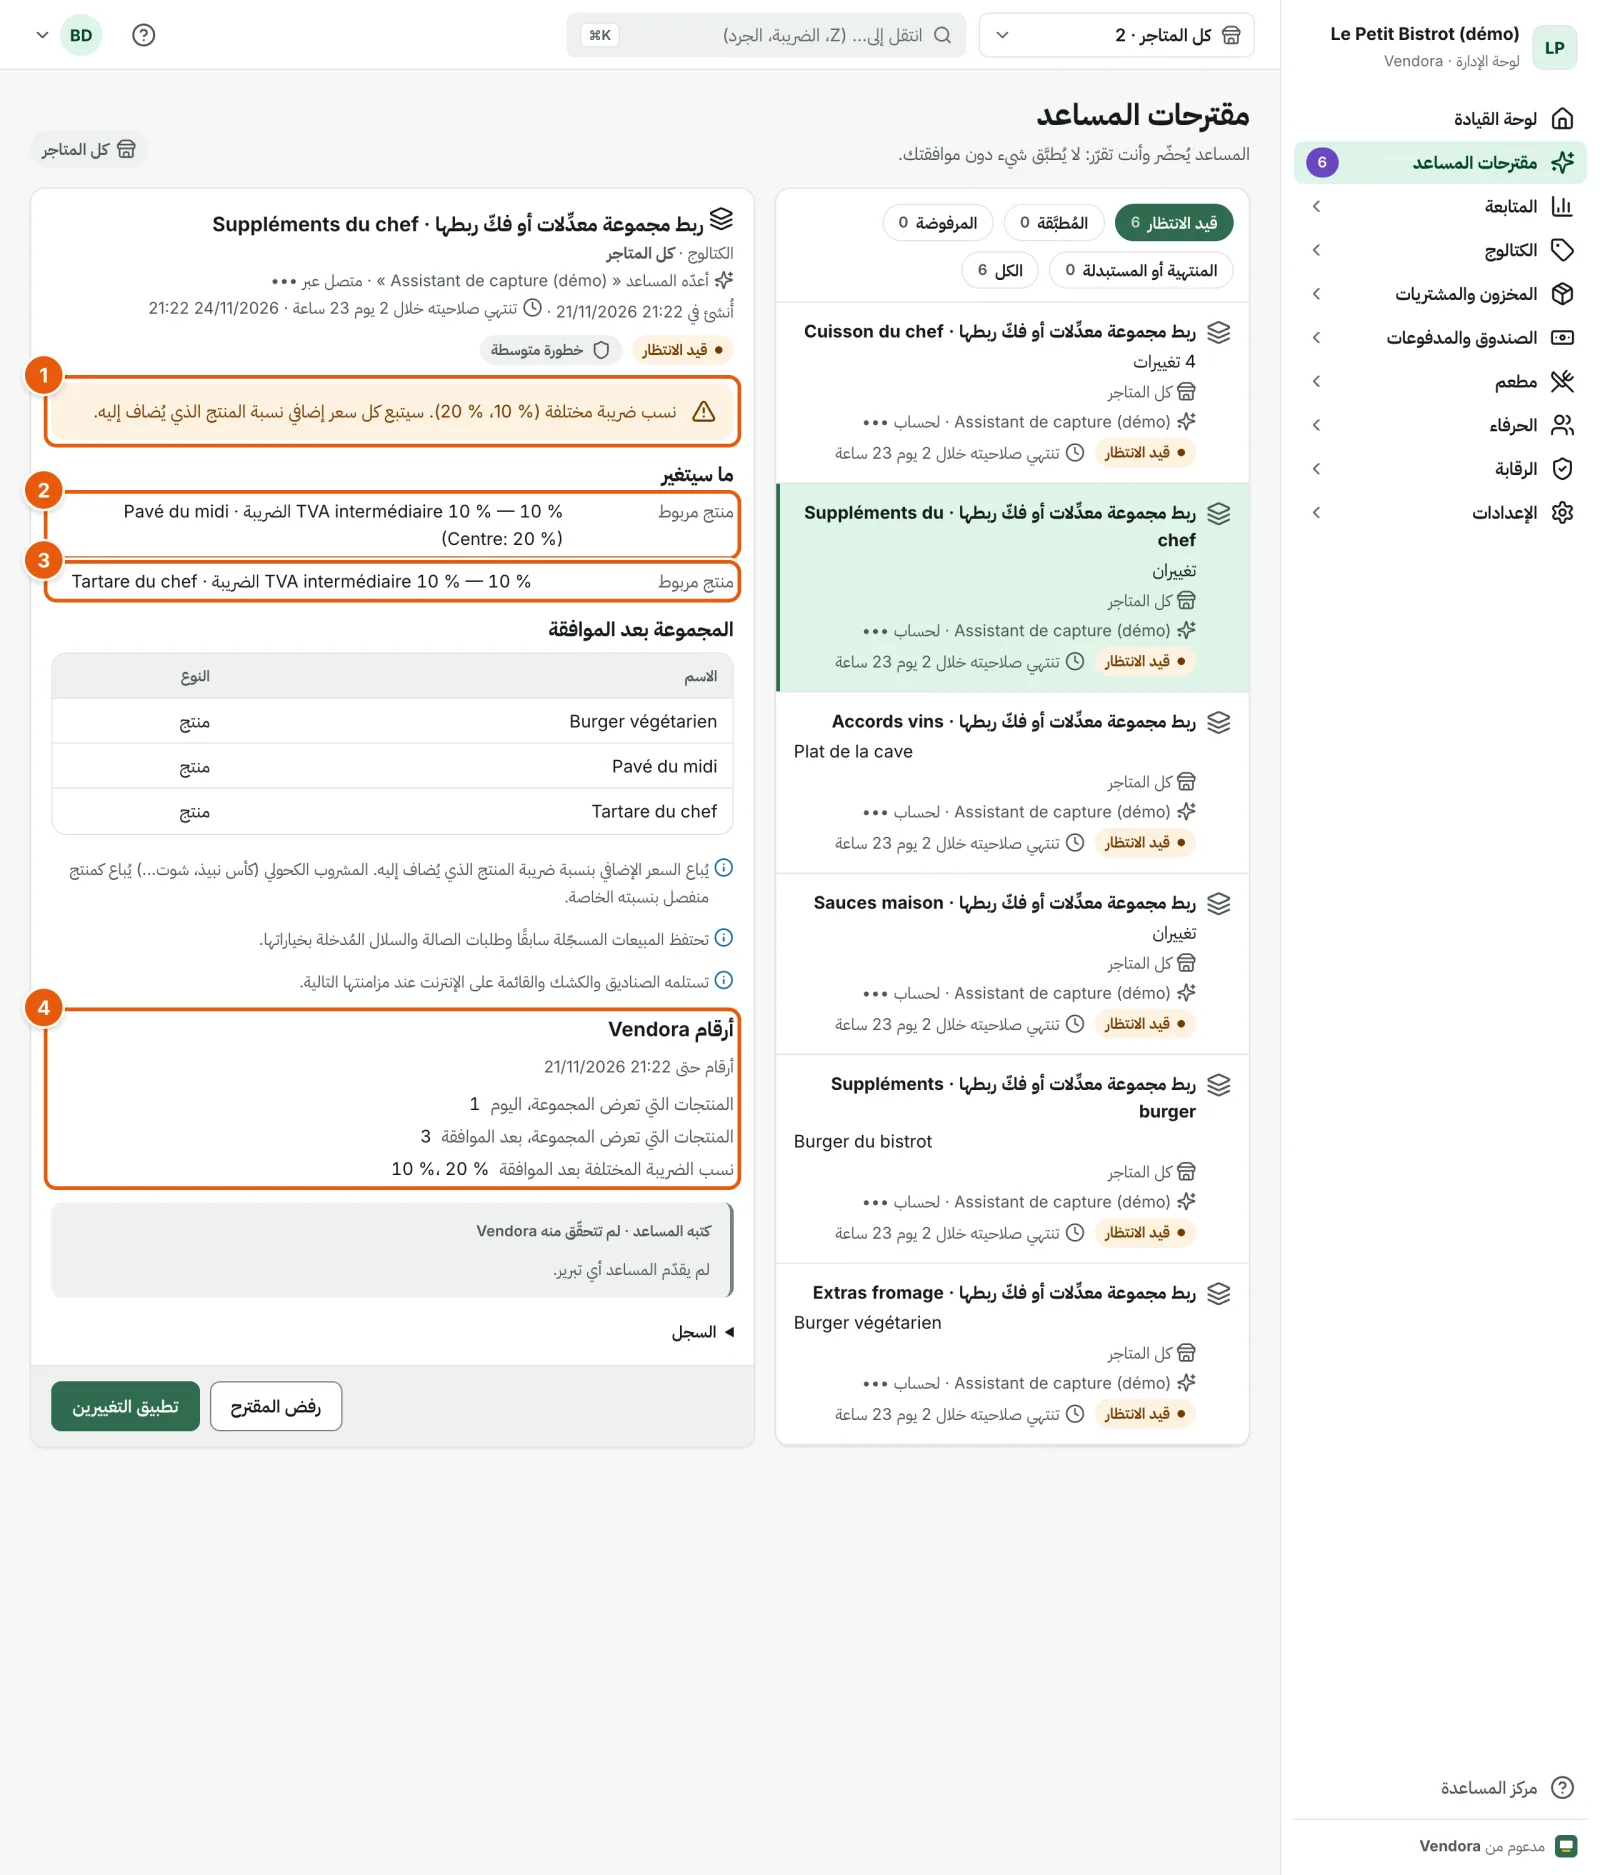 Le Petit Bistrot (démo)
لوحة الإدارة · Vendora
LP
لوحة القيادة
مقترحات المساعد
6
المتابعة
الكتالوج
المخزون والمشتريات
الصندوق والمدفوعات
مطعم
الحرفاء
الرقابة
الإعدادات
مركز المساعدة
مدعوم من Vendora
كل المتاجر · 2
انتقل إلى... (Z، الضريبة، الجرد)
⌘K
BD
مقترحات المساعد
المساعد يُحضّر وأنت تقرّر: لا يُطبَّق شيء دون موافقتك.
كل المتاجر
قيد الانتظار 6
المُطبَّقة 0
المرفوضة 0
المنتهية أو المستبدلة 0
الكل 6
ربط مجموعة معدِّلات أو فكّ ربطها · Cuisson du chef
4 تغييرات
كل المتاجر
Assistant de capture (démo) · لحساب •••
قيد الانتظار
تنتهي صلاحيته خلال 2 يوم 23 ساعة
ربط مجموعة معدِّلات أو فكّ ربطها · Suppléments du
chef
تغييران
كل المتاجر
Assistant de capture (démo) · لحساب •••
قيد الانتظار
تنتهي صلاحيته خلال 2 يوم 23 ساعة
ربط مجموعة معدِّلات أو فكّ ربطها · Accords vins
Plat de la cave
كل المتاجر
Assistant de capture (démo) · لحساب •••
قيد الانتظار
تنتهي صلاحيته خلال 2 يوم 23 ساعة
ربط مجموعة معدِّلات أو فكّ ربطها · Sauces maison
تغييران
كل المتاجر
Assistant de capture (démo) · لحساب •••
قيد الانتظار
تنتهي صلاحيته خلال 2 يوم 23 ساعة
ربط مجموعة معدِّلات أو فكّ ربطها · Suppléments
burger
Burger du bistrot
كل المتاجر
Assistant de capture (démo) · لحساب •••
قيد الانتظار
تنتهي صلاحيته خلال 2 يوم 23 ساعة
ربط مجموعة معدِّلات أو فكّ ربطها · Extras fromage
Burger végétarien
كل المتاجر
Assistant de capture (démo) · لحساب •••
قيد الانتظار
تنتهي صلاحيته خلال 2 يوم 23 ساعة
ربط مجموعة معدِّلات أو فكّ ربطها · Suppléments du chef
الكتالوج · كل المتاجر
أعدّه المساعد « Assistant de capture (démo) » · متصل عبر •••
أُنشئ في 21/11/2026 21:22 · تنتهي صلاحيته خلال 2 يوم 23 ساعة · 24/11/2026 21:22
قيد الانتظار
خطورة متوسطة
1
نسب ضريبة مختلفة (10 %، 20 %). سيتبع كل سعر إضافي نسبة المنتج الذي يُضاف إليه.
ما سيتغير
2
منتج مربوط
Pavé du midi · الضريبة TVA intermédiaire 10 % — 10 %
(Centre: 20 %)
3
منتج مربوط
Tartare du chef · الضريبة TVA intermédiaire 10 % — 10 %
المجموعة بعد الموافقة
الاسم
النوع
Burger végétarien
منتج
Pavé du midi
منتج
Tartare du chef
منتج
يُباع السعر الإضافي بنسبة ضريبة المنتج الذي يُضاف إليه. المشروب الكحولي (كأس نبيذ، شوت...) يُباع كمنتج
منفصل بنسبته الخاصة.
تحتفظ المبيعات المسجّلة سابقًا وطلبات الصالة والسلال المُدخلة بخياراتها.
تستلمه الصناديق والكشك والقائمة على الإنترنت عند مزامنتها التالية.
4
أرقام Vendora
أرقام حتى 21/11/2026 21:22
المنتجات التي تعرض المجموعة، اليوم 1
المنتجات التي تعرض المجموعة، بعد الموافقة 3
نسب الضريبة المختلفة بعد الموافقة 10 %، 20 %
كتبه المساعد · لم تتحقّق منه Vendora
لم يقدّم المساعد أي تبرير.
السجل
رفض المقترح
تطبيق التغييرين